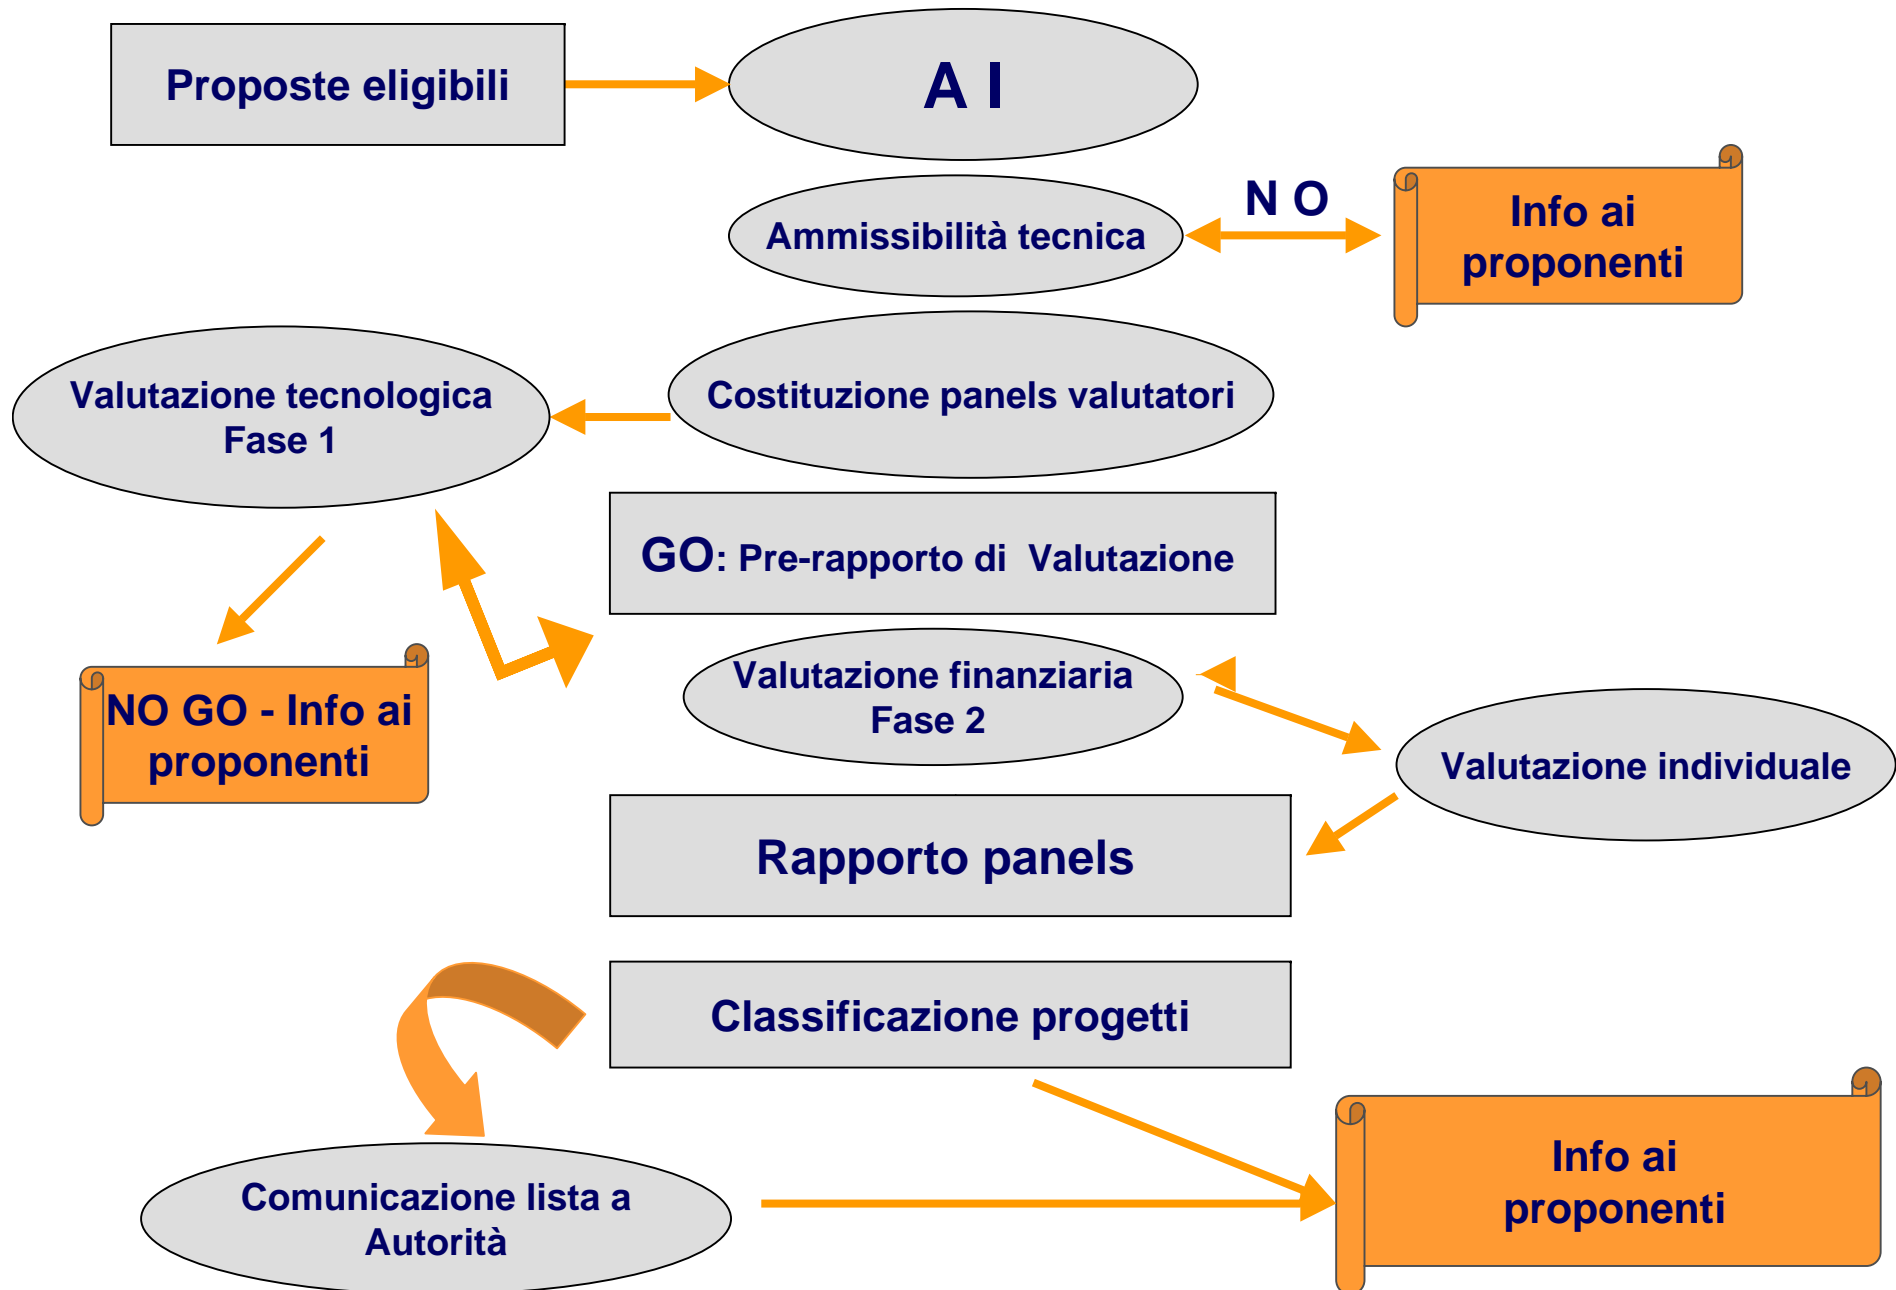 Proposte eligibili
A I
Ammissibilità tecnica
N O
Info ai
proponenti
Valutazione tecnologica
Fase 1
Costituzione panels valutatori
GO: Pre-rapporto di Valutazione
NO GO - Info ai
proponenti
Valutazione finanziaria
Fase 2
Valutazione individuale
Rapporto panels
Classificazione progetti
Comunicazione lista a
Autorità
Info ai
proponenti